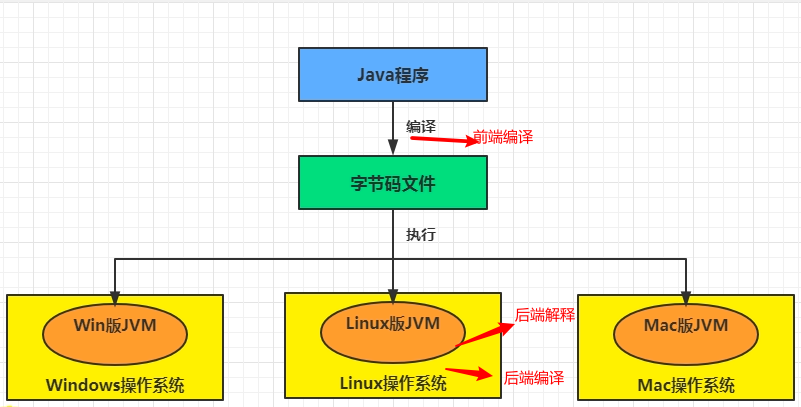 Java程序
编译
前端编译
字节码文件
执行
Win版JVM
Linux版JVM
后端解释
Mac版JVM
后端编译
Windows操作系统
Linux操作系统
Mac操作系统